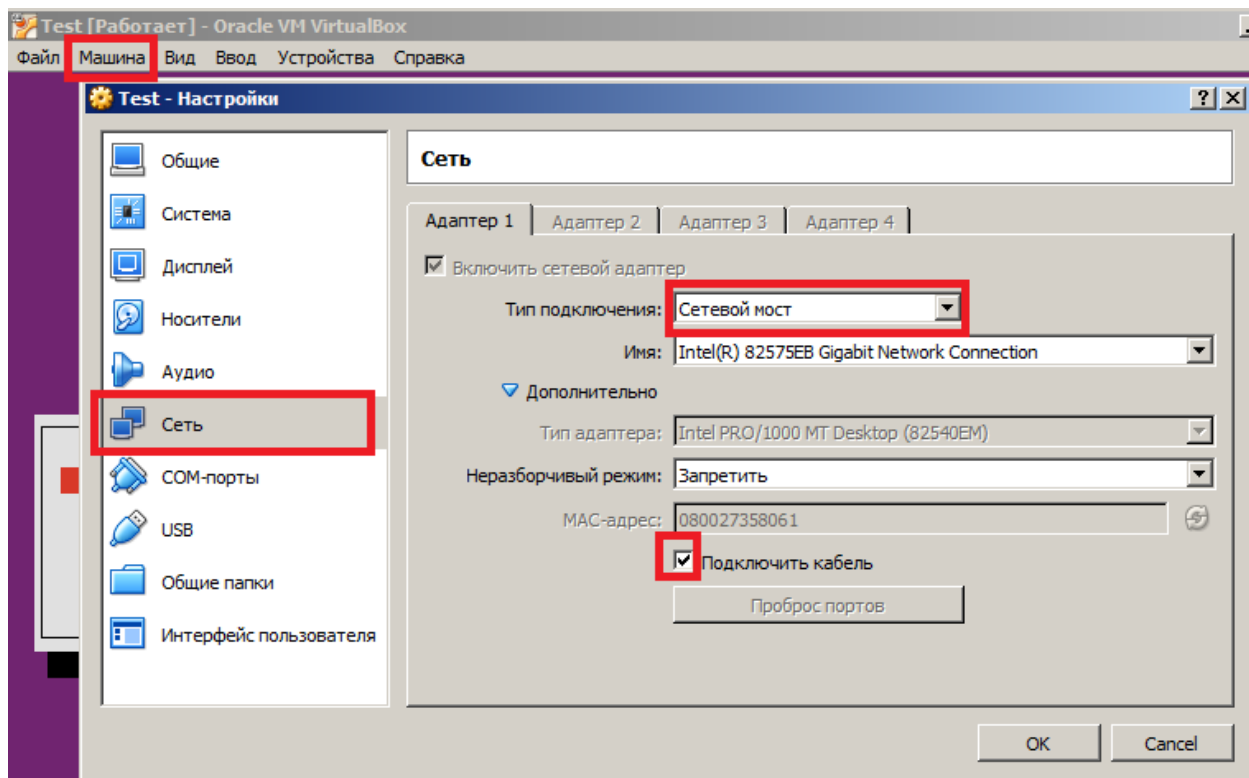 Test [Работает] - Oracle VM VirtualBox
Файл Машина Вид Ввод Устройства Справка
Test - Настройки
Общие
Система
Дисплей
Носители
Аудио
Сеть
COM-порты
USB
Общие папки
Интерфейс пользователя
Сеть
Адаптер 1 Адаптер 2 Адаптер 3 Адаптер 4
Включить сетевой адаптер
Тип подключения: Сетевой мост
Имя: Intel(R) 82575EB Gigabit Network Connection
Дополнительно
Тип адаптера: Intel PRO/1000 MT Desktop (82540EM)
Неразборчивый режим: Запретить
MAC-адрес: 080027358061
Подключить кабель
Проброс портов
OK Cancel